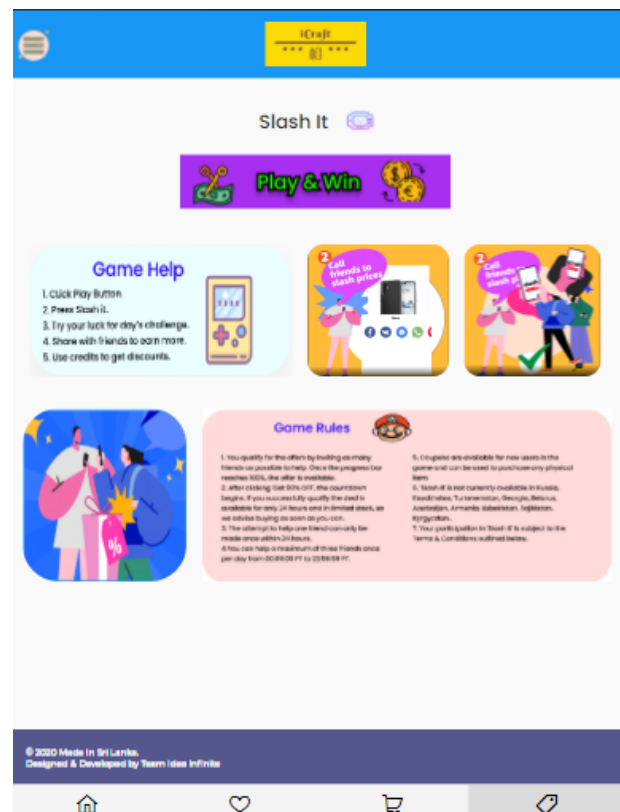 iCraft
Slash It
Play & Win
Game Help
1. Click Play Button.
2. Press Slash it.
3. Try your luck for day's challenge.
4. Share with friends to earn more.
5. Use credits to get discounts.
2
Call
friends to
slash prices
2
Call
friends
slash
Game Rules
1. You qualify for the offers by inviting as many
friends as possible to help. Once the progress bar
reaches 100%, the offer is available.
2. After clicking Get 90% OFF, the countdown
begins. If you successfully qualify the deal is
available for only 24 hours and in limited stock, so
we advise buying as soon as you can.
3. The attempt to help one friend can only be
made once within 24 hours.
4.You can help a maximum of three friends once
per day from 00:00:00 PT to 23:59:59 PT.
5. Coupons are available for new users in the
game and can be used to purchase any physical
item
6. 'Slash it' is not currently available in Russia,
Kazakhstan, Turkmenistan, Georgia, Belarus,
Azerbaijan, Armenia, Uzbekistan, Tajikistan,
Kyrgyzstan.
7. Your participation in 'Slash it' is subject to the
Terms & Conditions outlined below.
%
© 2020 Made in Sri Lanka.
Designed & Developed by Team Idea Infinite